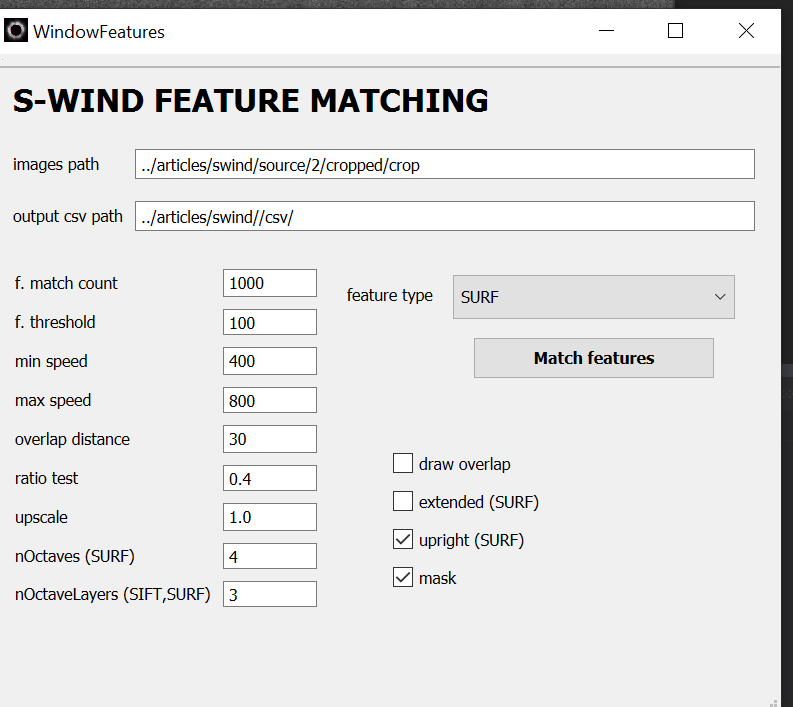 WindowFeatures
S-WIND FEATURE MATCHING
images path ../articles/swind/source/2/cropped/crop
output csv path ../articles/swind//csv/
f. match count 1000
feature type SURF
f. threshold 100
min speed 400
Match features
max speed 800
overlap distance 30
draw overlap
ratio test 0.4
extended (SURF)
upscale 1.0
upright (SURF)
nOctaves (SURF) 4
mask
nOctaveLayers (SIFT,SURF) 3